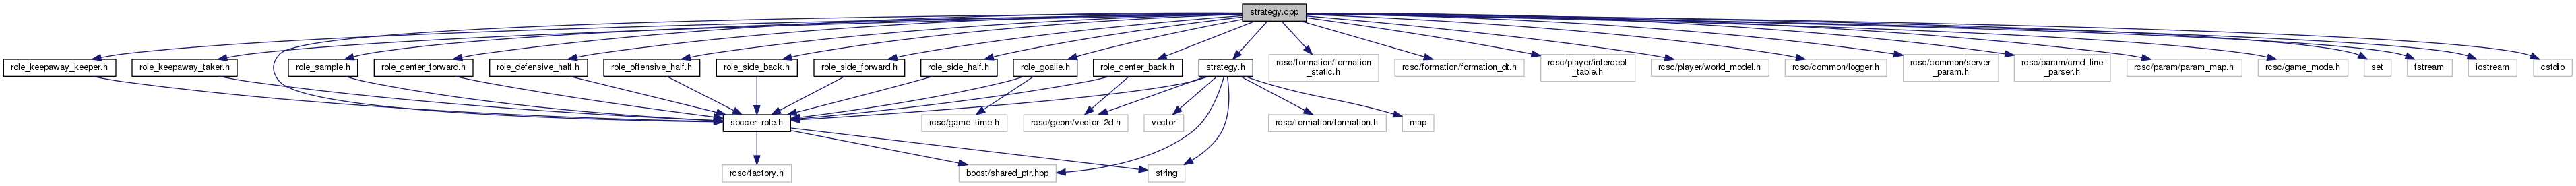 strategy.cpp
role_keepaway_keeper.h
role_keepaway_taker.h
role_sample.h
role_center_forward.h
role_defensive_half.h
role_offensive_half.h
role_side_back.h
role_side_forward.h
role_side_half.h
role_goalie.h
role_center_back.h
strategy.h
rcsc/formation/formation
_static.h
rcsc/formation/formation_dt.h
rcsc/player/intercept
_table.h
rcsc/player/world_model.h
rcsc/common/logger.h
rcsc/common/server
_param.h
rcsc/param/cmd_line
_parser.h
rcsc/param/param_map.h
rcsc/game_mode.h
set
fstream
iostream
cstdio
soccer_role.h
rcsc/game_time.h
rcsc/geom/vector_2d.h
vector
rcsc/formation/formation.h
map
rcsc/factory.h
boost/shared_ptr.hpp
string